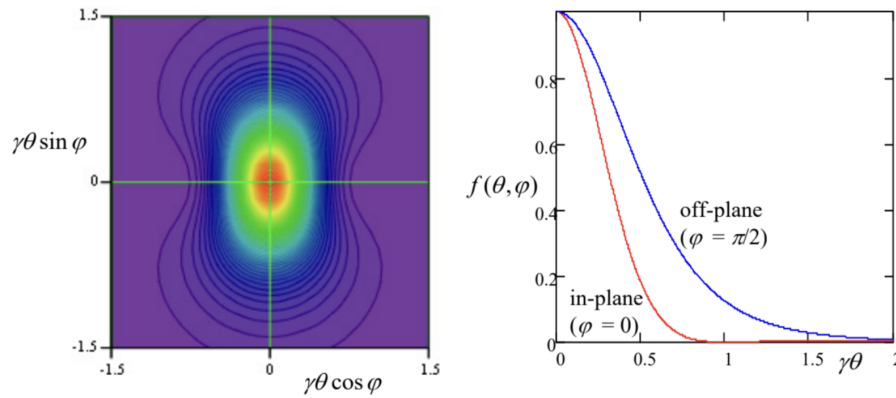 1.5
γθ sin φ
0
-1.5
-1.5
0
1.5
γθ cos φ
0.8
0.6
f(θ,φ)
0.4
0.2
0
off-plane
(φ = π/2)
in-plane
(φ = 0)
0
0.5
1
1.5
2
γθ